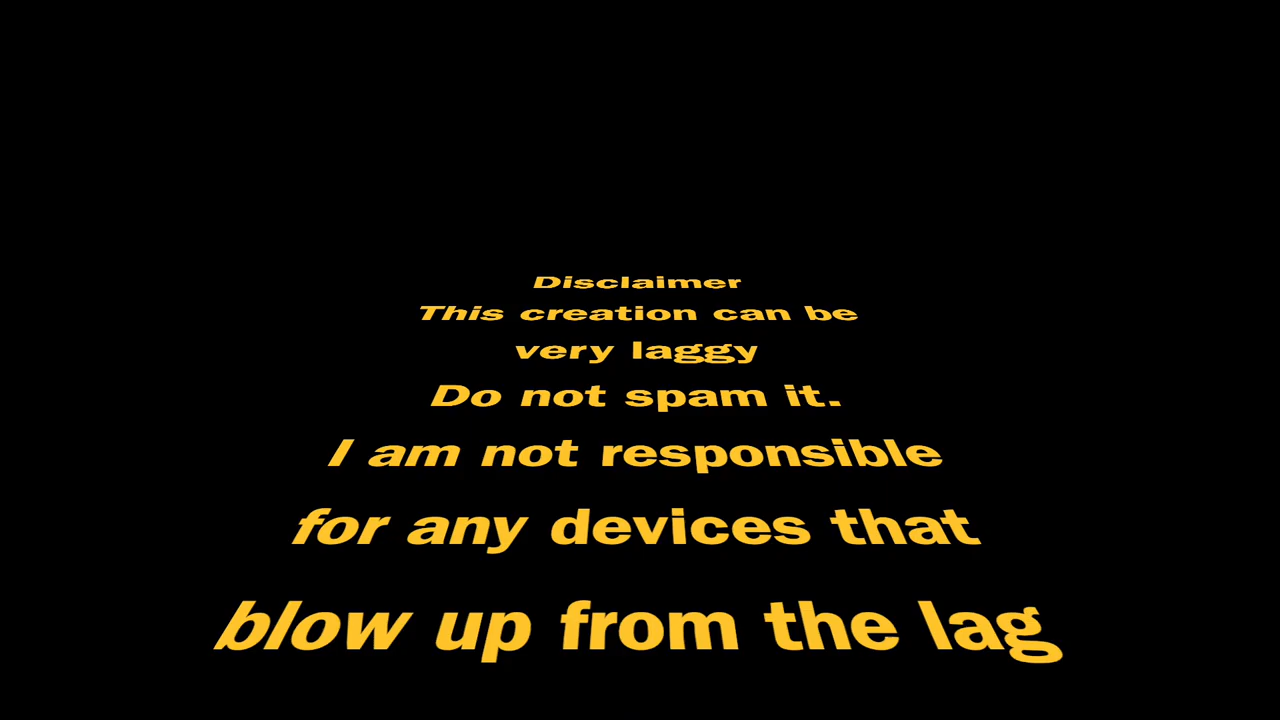 Disclaimer
This creation can be
very laggy
Do not spam it.
I am not responsible
for any devices that
blow up from the lag